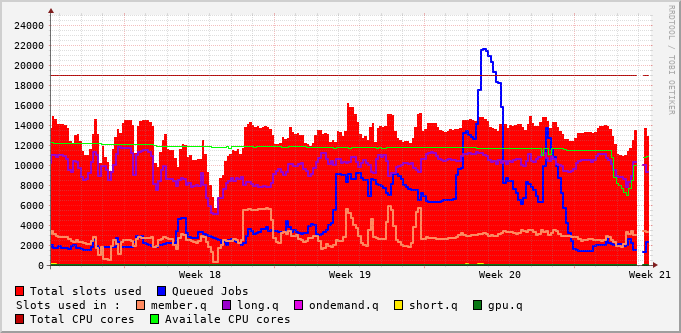 24000
22000
20000
18000
16000
14000
12000
10000
8000
6000
4000
2000
0
Week 18 Week 19 Week 20 Week 21
RRDTOOL / TOBI OETIKER
Total slots used Queued Jobs
Slots used in : member.q long.q ondemand.q short.q gpu.q
Total CPU cores Availale CPU cores